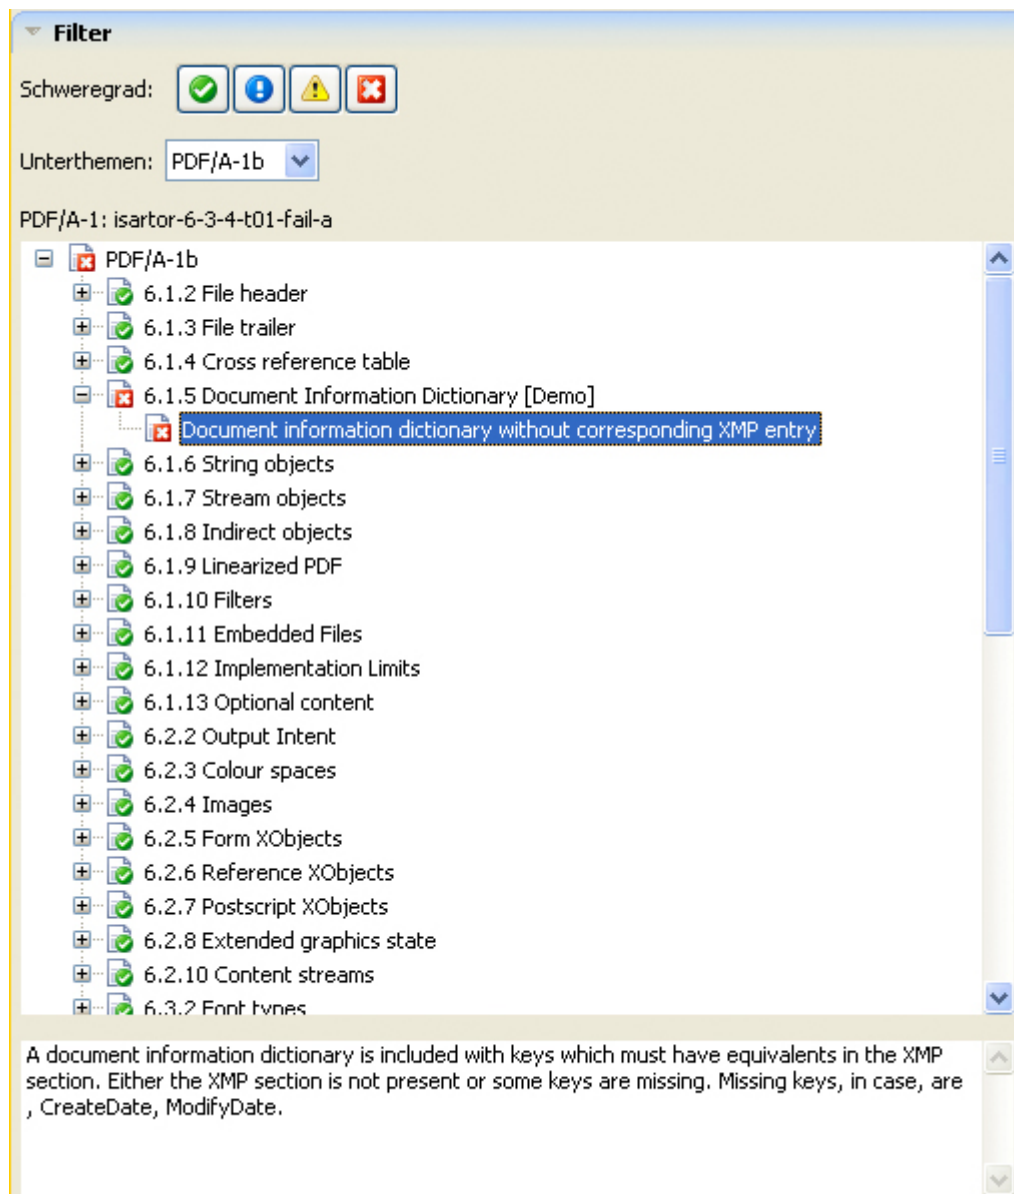 Filter
Schweregrad:
Unterthemen: PDF/A-1b
PDF/A-1: isartor-6-3-4-t01-fail-a
PDF/A-1b
6.1.2 File header
6.1.3 File trailer
6.1.4 Cross reference table
6.1.5 Document Information Dictionary [Demo]
Document information dictionary without corresponding XMP entry
6.1.6 String objects
6.1.7 Stream objects
6.1.8 Indirect objects
6.1.9 Linearized PDF
6.1.10 Filters
6.1.11 Embedded Files
6.1.12 Implementation Limits
6.1.13 Optional content
6.2.2 Output Intent
6.2.3 Colour spaces
6.2.4 Images
6.2.5 Form XObjects
6.2.6 Reference XObjects
6.2.7 Postscript XObjects
6.2.8 Extended graphics state
6.2.10 Content streams
6.3.2 Font types
A document information dictionary is included with keys which must have equivalents in the XMP
section. Either the XMP section is not present or some keys are missing. Missing keys, in case, are
, CreateDate, ModifyDate.